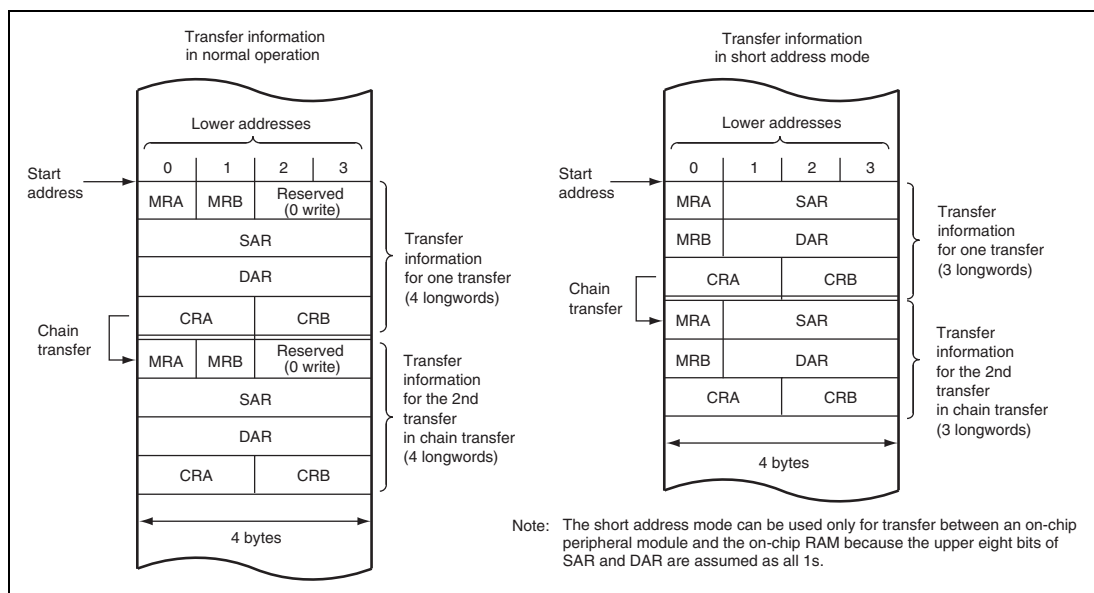 Transfer information
in normal operation
Lower addresses
0 1 2 3
Start
address
MRA MRB Reserved
(0 write)
SAR
DAR
CRA CRB
Transfer
information
for one transfer
(4 longwords)
Chain
transfer
MRA MRB Reserved
(0 write)
SAR
DAR
CRA CRB
Transfer
information
for the 2nd
transfer
in chain transfer
(4 longwords)
4 bytes
Transfer information
in short address mode
Lower addresses
0 1 2 3
Start
address
MRA SAR
MRB DAR
CRA CRB
Transfer
information
for one transfer
(3 longwords)
Chain
transfer
MRA SAR
MRB DAR
CRA CRB
Transfer
information
for the 2nd
transfer
in chain transfer
(3 longwords)
4 bytes
Note: The short address mode can be used only for transfer between an on-chip
peripheral module and the on-chip RAM because the upper eight bits of
SAR and DAR are assumed as all 1s.